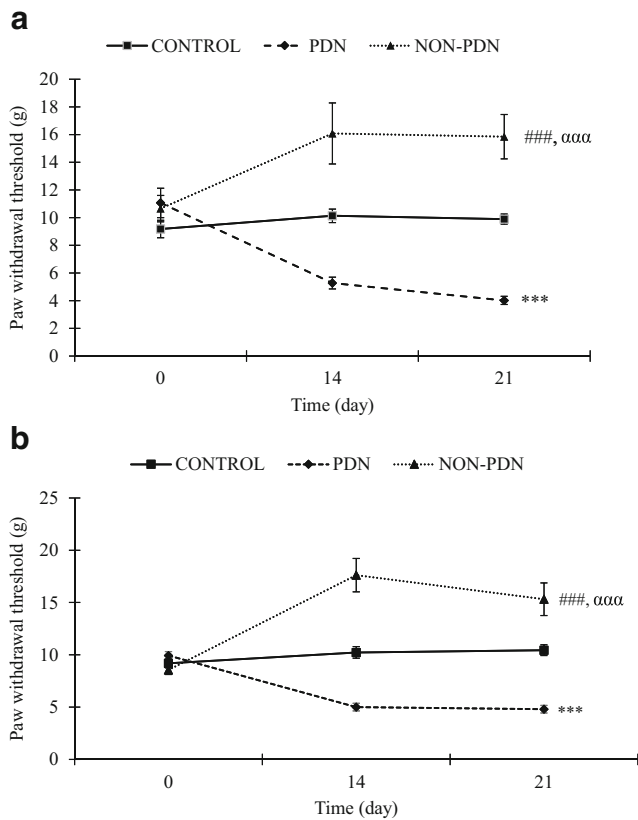 a
CONTROL PDN NON-PDN
Paw withdrawal threshold (g)
20
18
16
14
12
10
8
6
4
2
0
###, ααα
***
0 14 21
Time (day)
b
CONTROL PDN NON-PDN
Paw withdrawal threshold (g)
25
20
15
10
5
0
###, ααα
***
0 14 21
Time (day)